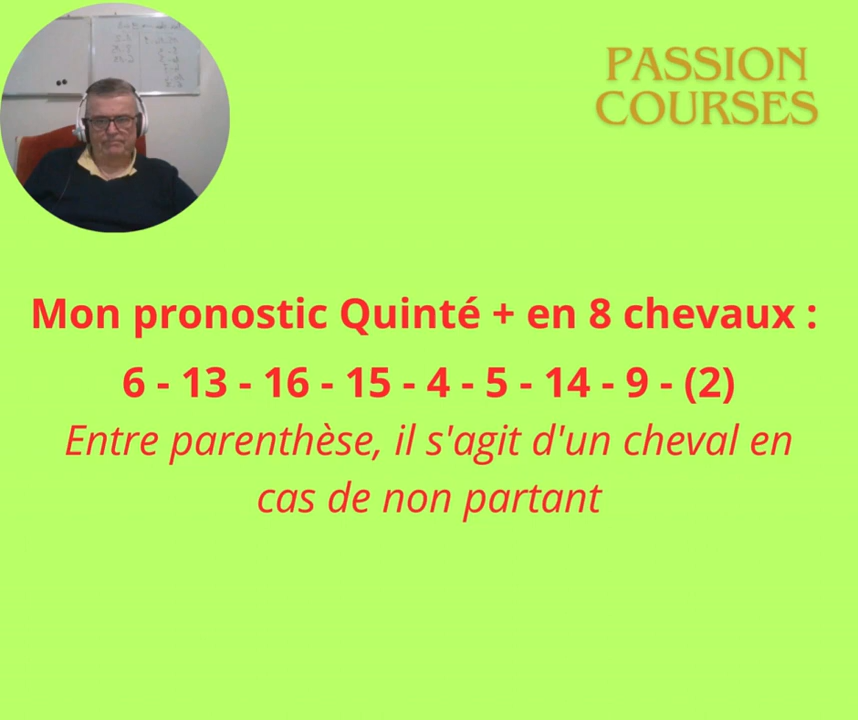 PASSION
COURSES
Mon pronostic Quinté + en 8 chevaux :
6 - 13 - 16 - 15 - 4 - 5 - 14 - 9 - (2)
Entre parenthèse, il s'agit d'un cheval en
cas de non partant